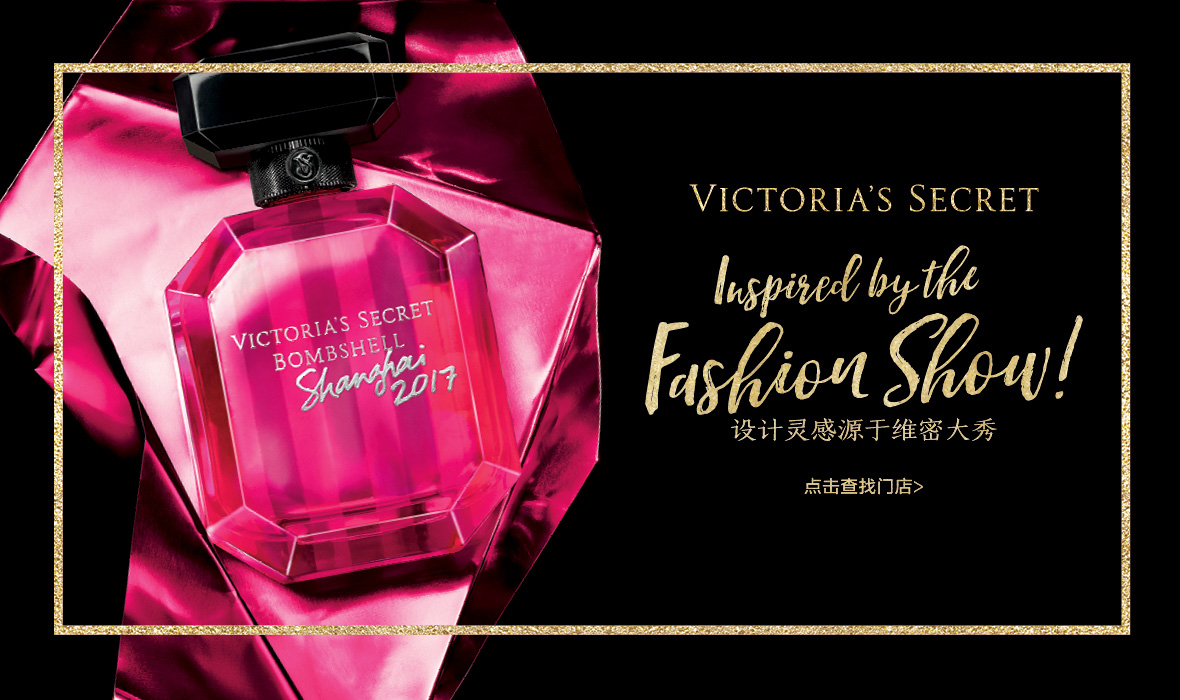 VICTORIA'S SECRET
BOMBSHELL
Shanghai
2017
VICTORIA'S SECRET
Inspired by the
Fashion Show!
设计灵感源于维密大秀
点击查找门店>